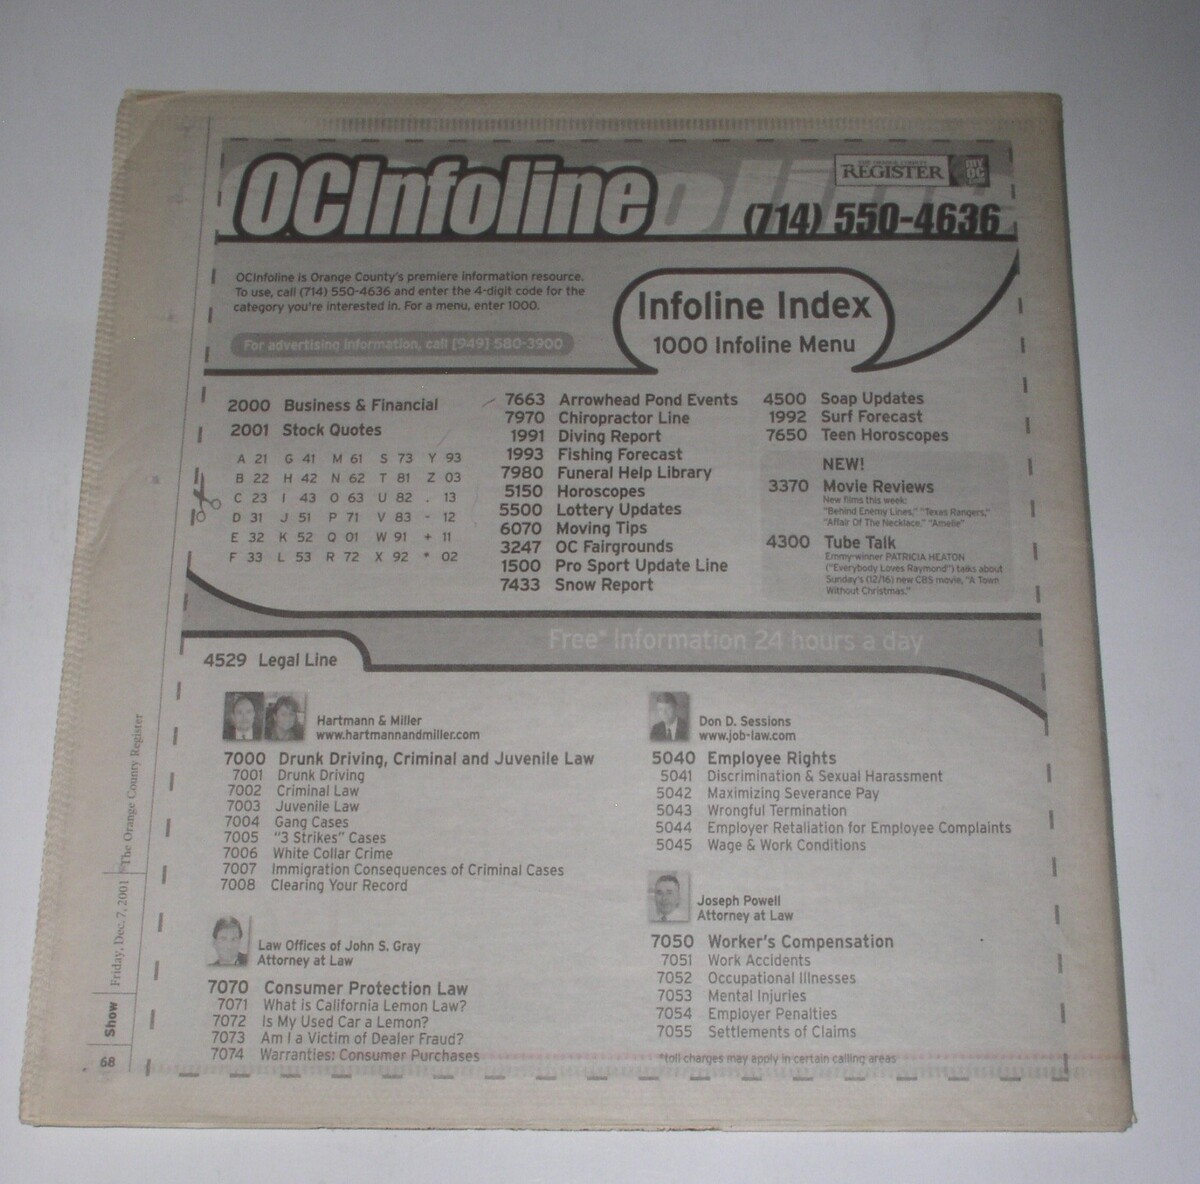 OCInfoline
THE ORANGE COUNTY
REGISTER
MY
OC
(714) 550-4636
OCInfoline is Orange County's premiere information resource.
To use, call (714) 550-4636 and enter the 4-digit code for the
category you're interested in. For a menu, enter 1000.
For advertising information, call [949] 580-3900
Infoline Index
1000 Infoline Menu
2000 Business & Financial
2001 Stock Quotes
A 21 G 41 M 61 S 73 Y 93
B 22 H 42 N 62 T 81 Z 03
C 23 I 43 O 63 U 82 . 13
D 31 J 51 P 71 V 83 - 12
E 32 K 52 Q 01 W 91 + 11
F 33 L 53 R 72 X 92 * 02
7663 Arrowhead Pond Events
7970 Chiropractor Line
1991 Diving Report
1993 Fishing Forecast
7980 Funeral Help Library
5150 Horoscopes
5500 Lottery Updates
6070 Moving Tips
3247 OC Fairgrounds
1500 Pro Sport Update Line
7433 Snow Report
4500 Soap Updates
1992 Surf Forecast
7650 Teen Horoscopes
NEW!
3370 Movie Reviews
New films this week:
"Behind Enemy Lines," "Texas Rangers,"
"Affair Of The Necklace," "Amelie"
4300 Tube Talk
Emmy-winner PATRICIA HEATON
("Everybody Loves Raymond") talks about
Sunday's (12/16) new CBS movie, "A Town
Without Christmas."
Free* Information 24 hours a day
4529 Legal Line
Hartmann & Miller
www.hartmannandmiller.com
7000 Drunk Driving, Criminal and Juvenile Law
7001 Drunk Driving
7002 Criminal Law
7003 Juvenile Law
7004 Gang Cases
7005 "3 Strikes" Cases
7006 White Collar Crime
7007 Immigration Consequences of Criminal Cases
7008 Clearing Your Record
Law Offices of John S. Gray
Attorney at Law
7070 Consumer Protection Law
7071 What is California Lemon Law?
7072 Is My Used Car a Lemon?
7073 Am I a Victim of Dealer Fraud?
7074 Warranties: Consumer Purchases
Don D. Sessions
www.job-law.com
5040 Employee Rights
5041 Discrimination & Sexual Harassment
5042 Maximizing Severance Pay
5043 Wrongful Termination
5044 Employer Retaliation for Employee Complaints
5045 Wage & Work Conditions
Joseph Powell
Attorney at Law
7050 Worker's Compensation
7051 Work Accidents
7052 Occupational Illnesses
7053 Mental Injuries
7054 Employer Penalties
7055 Settlements of Claims
*toll charges may apply in certain calling areas
68 Show Friday, Dec. 7, 2001 The Orange County Register